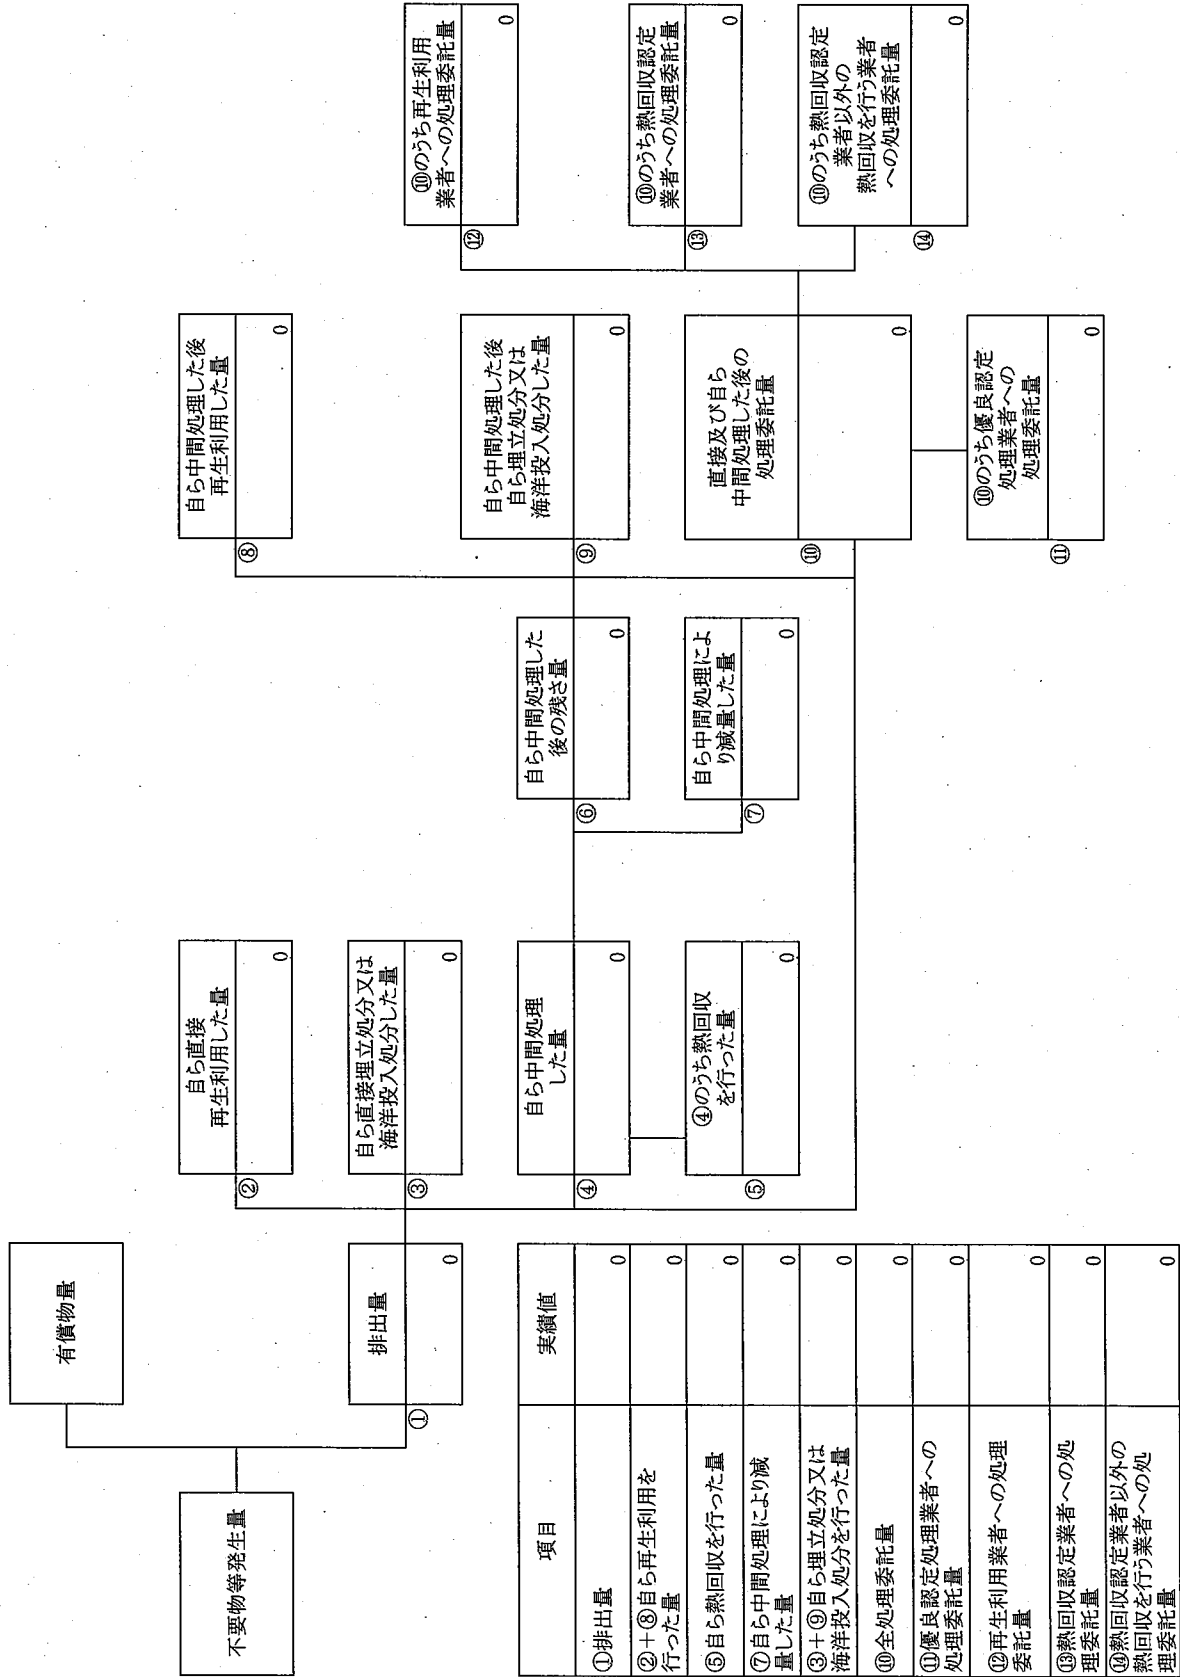 不要物等発生量
有償物量
①
排出量
0
②
自ら直接
再生利用した量
0
③
自ら直接埋立処分又は
海洋投入処分した量
0
④
自ら中間処理
した量
0
⑤
④のうち熱回収
を行った量
0
⑥
自ら中間処理した
後の残さ量
0
⑦
自ら中間処理によ
り減量した量
0
⑧
自ら中間処理した後
再生利用した量
0
⑨
自ら中間処理した後
自ら埋立処分又は
海洋投入処分した量
0
⑩
直接及び自ら
中間処理した後の
処理委託量
0
⑪
⑩のうち優良認定
処理業者への
処理委託量
0
⑫
⑩のうち再生利用
業者への処理委託量
0
⑬
⑩のうち熱回収認定
業者への処理委託量
0
⑭
⑩のうち熱回収認定
業者以外の
熱回収を行う業者
への処理委託量
0
項目 実績値
①排出量 0
②+⑧自ら再生利用を
行った量 0
⑤自ら熱回収を行った量 0
⑦自ら中間処理により減
量した量 0
③+⑨自ら埋立処分又は
海洋投入処分を行った量 0
⑩全処理委託量 0
⑪優良認定処理業者への
処理委託量 0
⑫再生利用業者への処理
委託量 0
⑬熱回収認定業者への処
理委託量 0
⑭熱回収認定業者以外の
熱回収を行う業者への処
理委託量 0